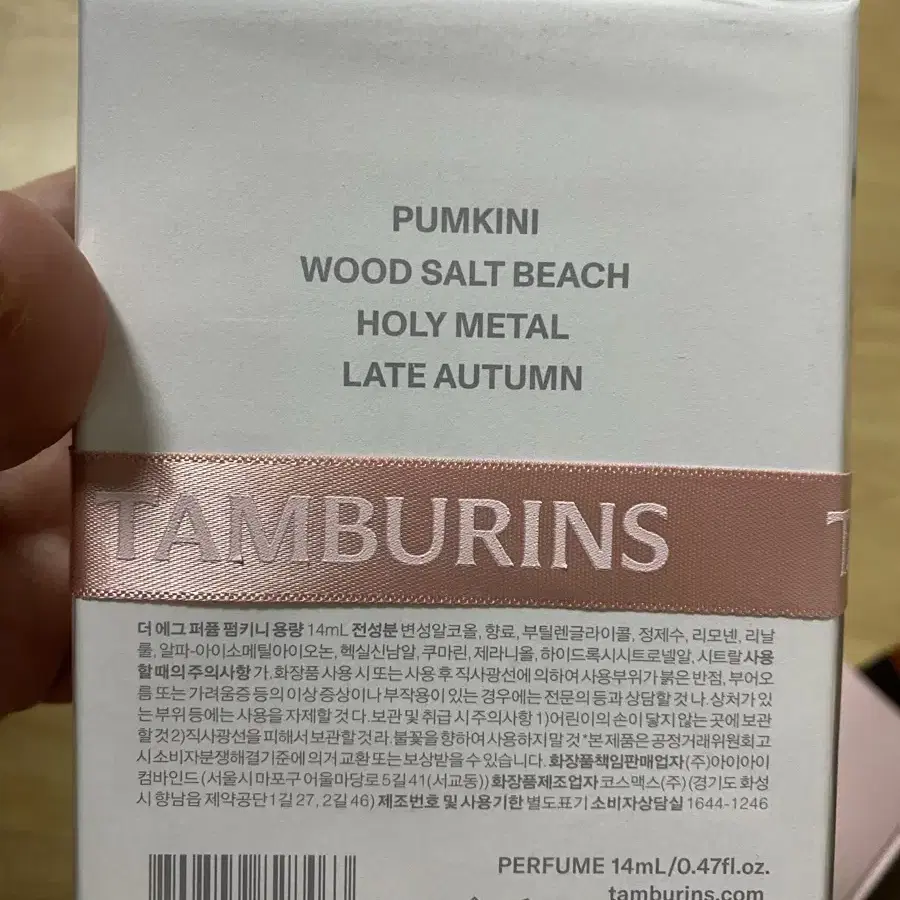 PUMKINI
WOOD SALT BEACH
HOLY METAL
LATE AUTUMN
TAMBURINS
더 에그 퍼퓸 펌키니 용량 14mL 전성분 변성알코올, 향료, 부틸렌글라이콜, 정제수, 리모넨, 리날
룰, 알파-아이소메틸아이오논, 헥실신남알, 쿠마린, 제라니올, 하이드록시시트로넬알, 시트랄 사용
할 때의 주의사항 가. 화장품 사용 시 또는 사용 후 직사광선에 의하여 사용부위가 붉은 반점, 부어오
름 또는 가려움증 등의 이상 증상이나 부작용이 있는 경우에는 전문의 등과 상담할 것 나. 상처가 있
는 부위 등에는 사용을 자제할 것 다. 보관 및 취급 시 주의사항 1)어린이의 손이 닿지 않는 곳에 보관
할 것 2)직사광선을 피해서 보관할 것 라. 불꽃을 향하여 사용하지 말 것 *본 제품은 공정거래위원회 고
시 소비자분쟁해결기준에 의거 교환 또는 보상받을 수 있습니다. 화장품책임판매업자 (주)아이아이
컴바인드 (서울시 마포구 어울마당로5길 41(서교동)) 화장품제조업자 코스맥스(주) (경기도 화성
시 향남읍 제약공단1길 27, 2길 46) 제조번호 및 사용기한 별도표기 소비자상담실 1644-1246
PERFUME 14mL/0.47fl.oz.
tamburins.com